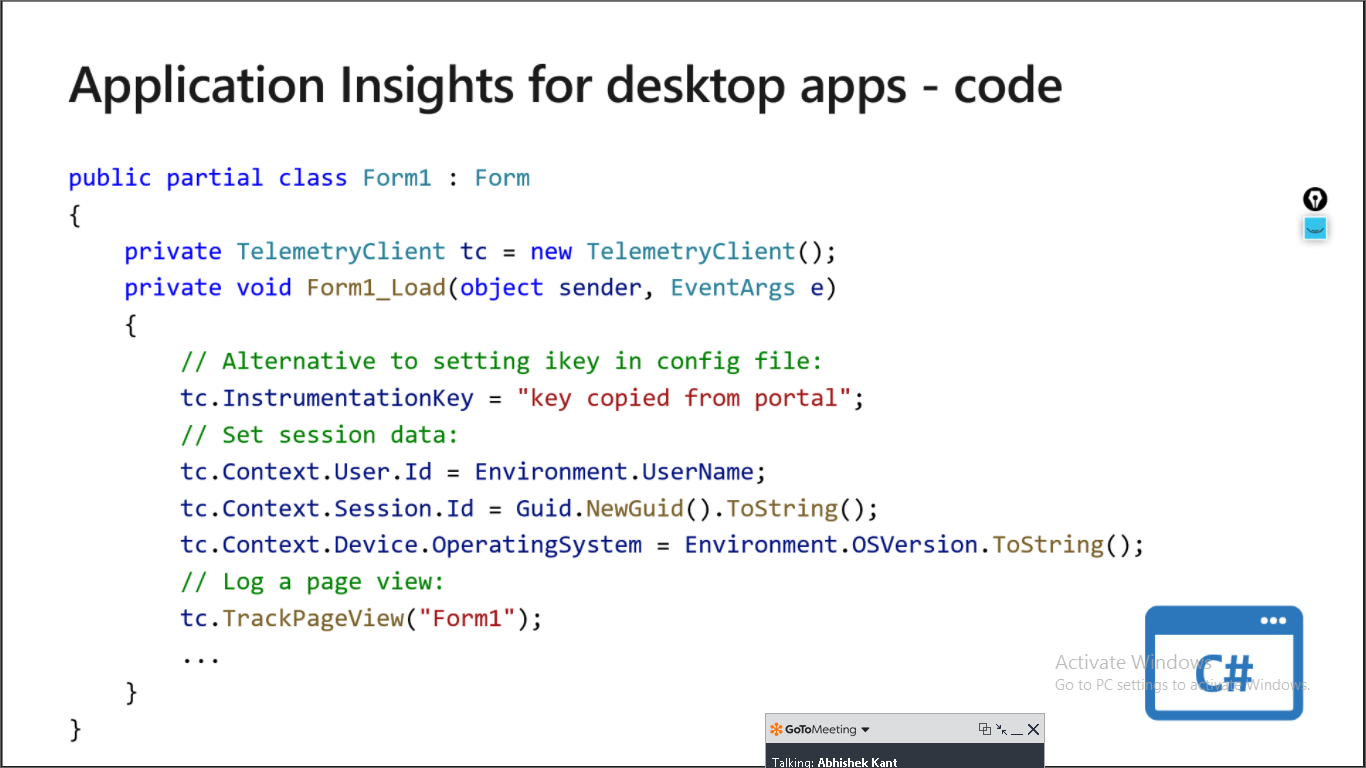 Application Insights for desktop apps - code
public partial class Form1 : Form
{
    private TelemetryClient tc = new TelemetryClient();
    private void Form1_Load(object sender, EventArgs e)
    {
        // Alternative to setting ikey in config file:
        tc.InstrumentationKey = "key copied from portal";
        // Set session data:
        tc.Context.User.Id = Environment.UserName;
        tc.Context.Session.Id = Guid.NewGuid().ToString();
        tc.Context.Device.OperatingSystem = Environment.OSVersion.ToString();
        // Log a page view:
        tc.TrackPageView("Form1");
        ...
    }
}
C#
Activate Windows
Go to PC settings to activate Windows.
GoToMeeting
Talking: Abhishek Kant